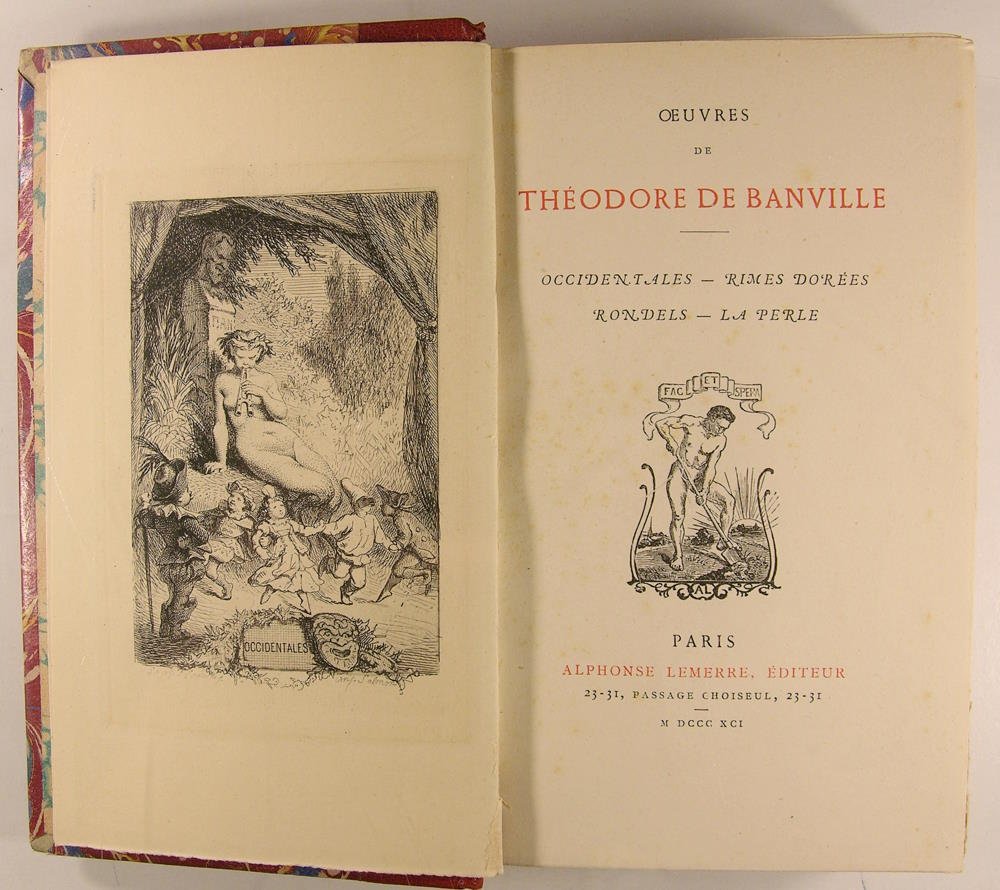 OCCIDENTALES
ŒUVRES
DE
THÉODORE DE BANVILLE
OCCIDENTALES — RIMES DORÉES
RONDELS — LA PERLE
FAC ET SPERA
AL
PARIS
ALPHONSE LEMERRE, ÉDITEUR
23-31, PASSAGE CHOISEUL, 23-31
M DCCC XCI